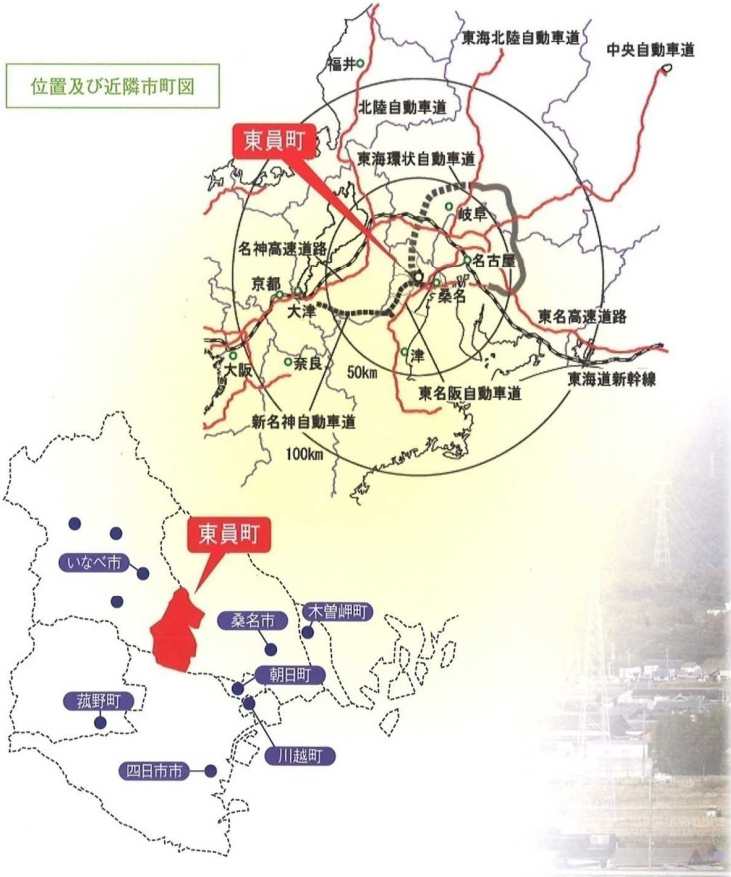 位置及び近隣市町図
福井
東海北陸自動車道
中央自動車道
北陸自動車道
東員町
東海環状自動車道
岐阜
名神高速道路
名古屋
京都
大津
桑名
東名高速道路
大阪
奈良
津
50km
東名阪自動車道
東海道新幹線
新名神自動車道
100km
東員町
いなべ市
桑名市
木曽岬町
朝日町
菰野町
川越町
四日市市